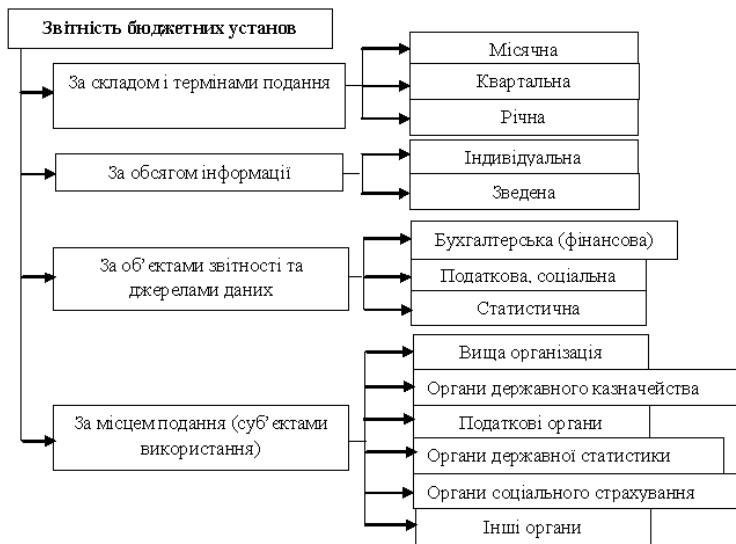 Звітність бюджетних установ
За складом і термінами подання
Місячна
Квартальна
Річна
За обсягом інформації
Індивідуальна
Зведена
За об’єктами звітності та
джерелами даних
Бухгалтерська (фінансова)
Податкова, соціальна
Статистична
За місцем подання (суб’єктами
використання)
Вища організація
Органи державного казначейства
Податкові органи
Органи державної статистики
Органи соціального страхування
Інші органи